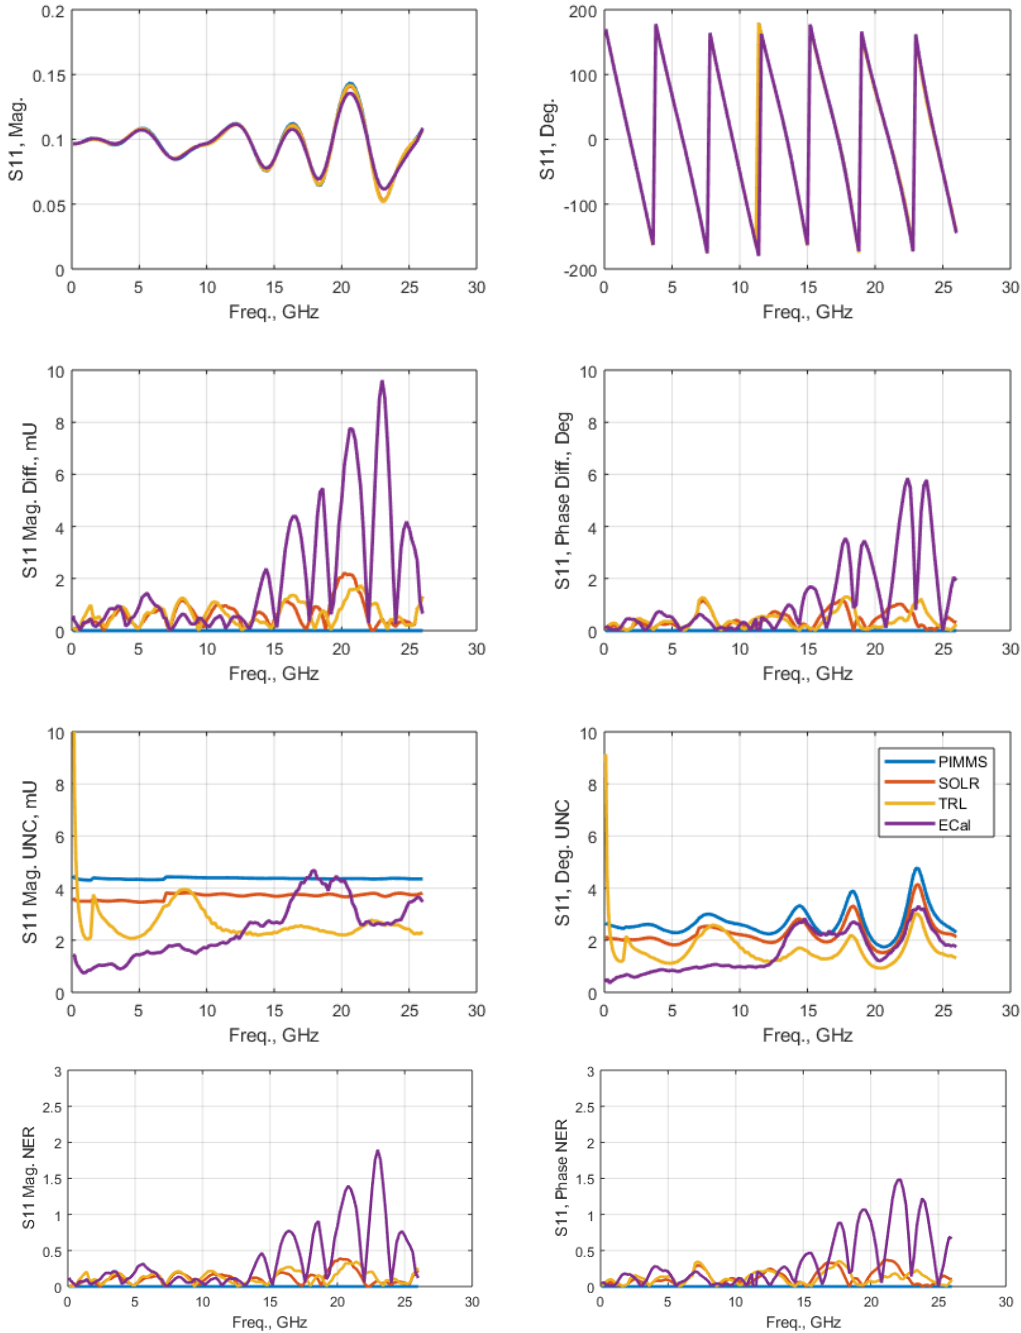 0.2
0.15
0.1
0.05
0
S11, Mag.
0 5 10 15 20 25 30
Freq., GHz
200
100
0
-100
-200
S11, Deg.
0 5 10 15 20 25 30
Freq., GHz
10
8
6
4
2
0
S11 Mag. Diff., mU
0 5 10 15 20 25 30
Freq., GHz
10
8
6
4
2
0
S11, Phase Diff., Deg
0 5 10 15 20 25 30
Freq., GHz
10
8
6
4
2
0
S11 Mag. UNC, mU
0 5 10 15 20 25 30
Freq., GHz
10
8
6
4
2
0
S11, Deg. UNC
PIMMS
SOLR
TRL
ECal
0 5 10 15 20 25 30
Freq., GHz
3
2.5
2
1.5
1
0.5
0
S11 Mag. NER
0 5 10 15 20 25 30
Freq., GHz
3
2.5
2
1.5
1
0.5
0
S11, Phase NER
0 5 10 15 20 25 30
Freq., GHz